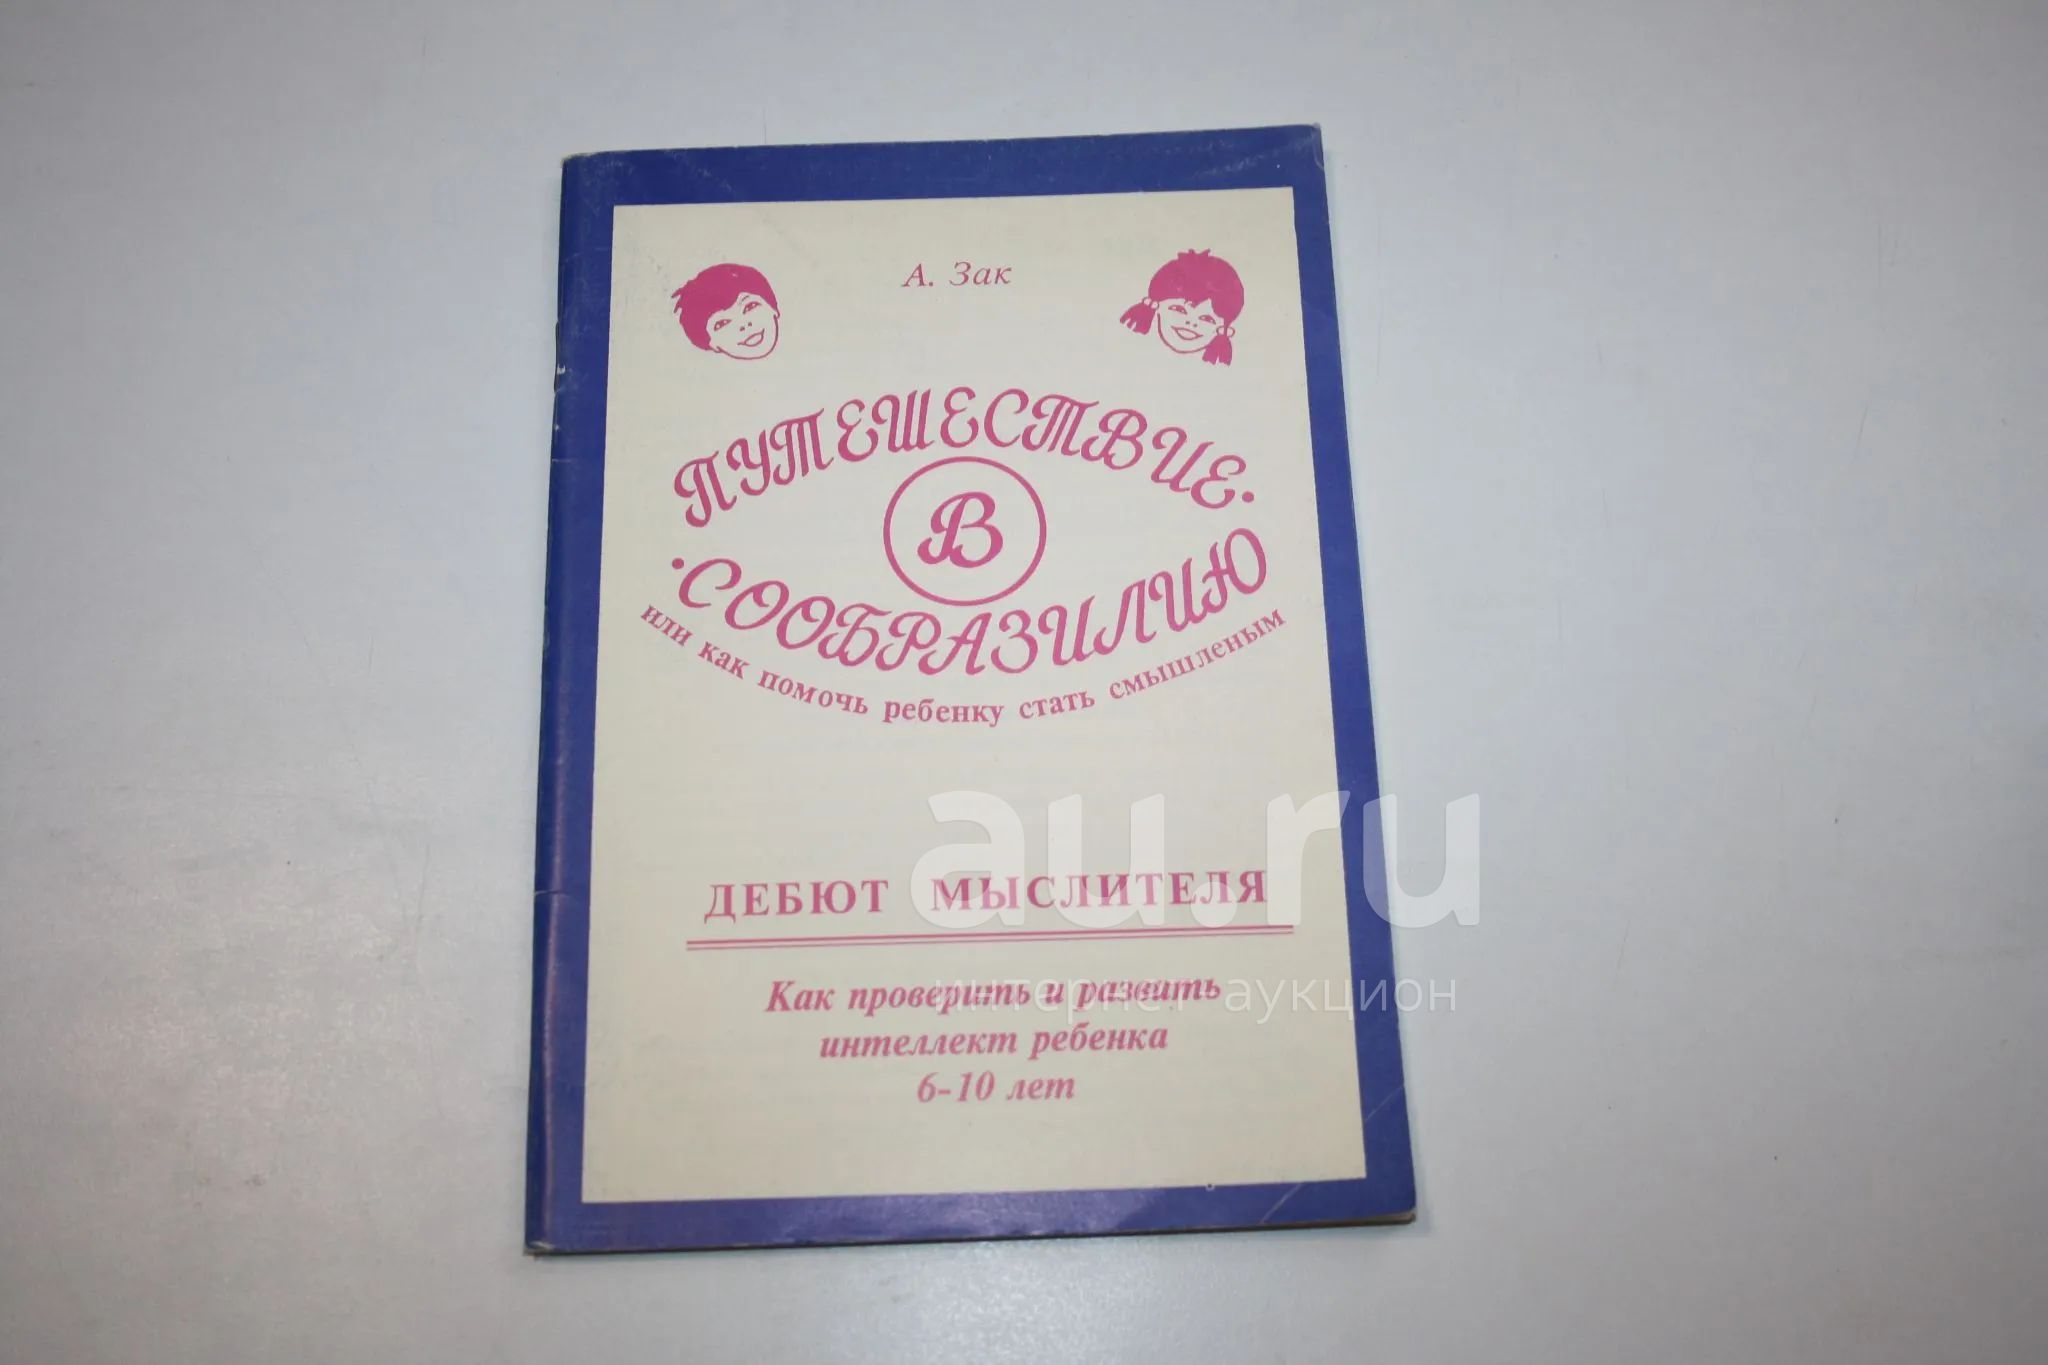 А. Зак
ПУТЕШЕСТВИЕ
В
СООБРАЗИЛИЮ
или как помочь ребенку стать смышленым
ДЕБЮТ МЫСЛИТЕЛЯ
Как проверить и развить
интеллект ребенка
6-10 лет
au.ru
интернет аукцион